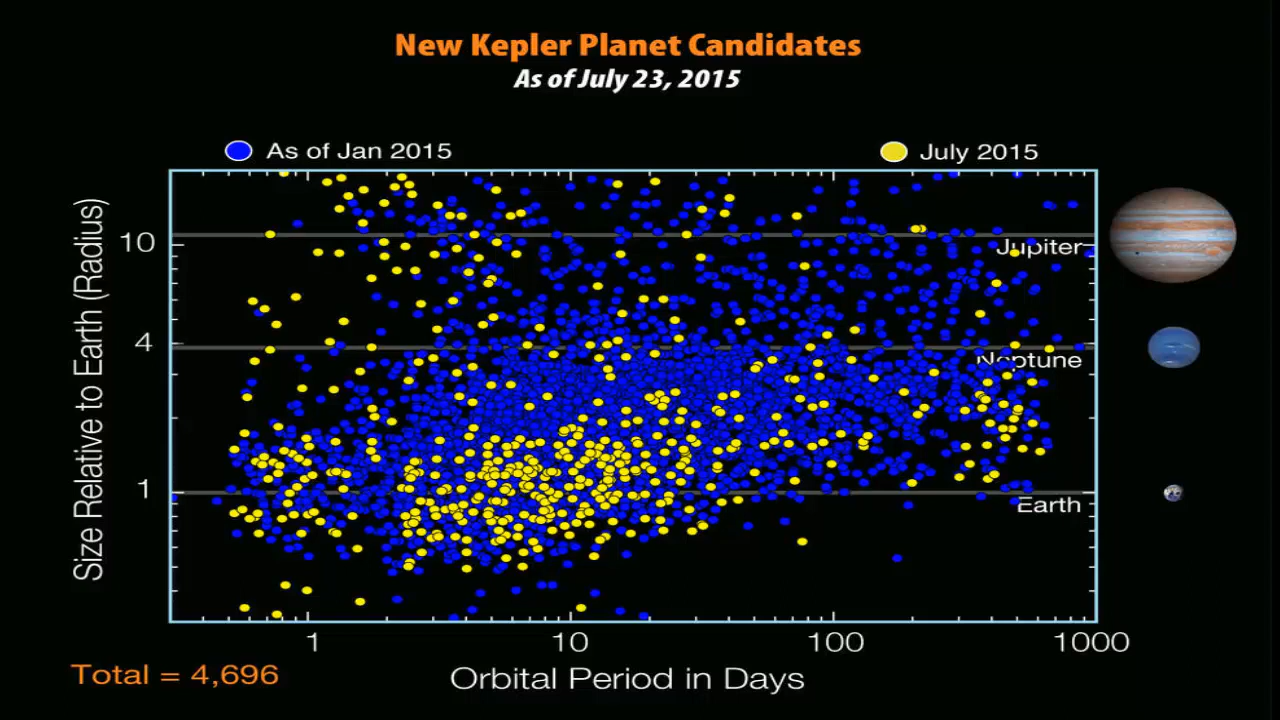 New Kepler Planet Candidates
As of July 23, 2015
As of Jan 2015
July 2015
Size Relative to Earth (Radius)
10
4
1
Jupiter
Neptune
Earth
1
10
100
1000
Orbital Period in Days
Total = 4,696